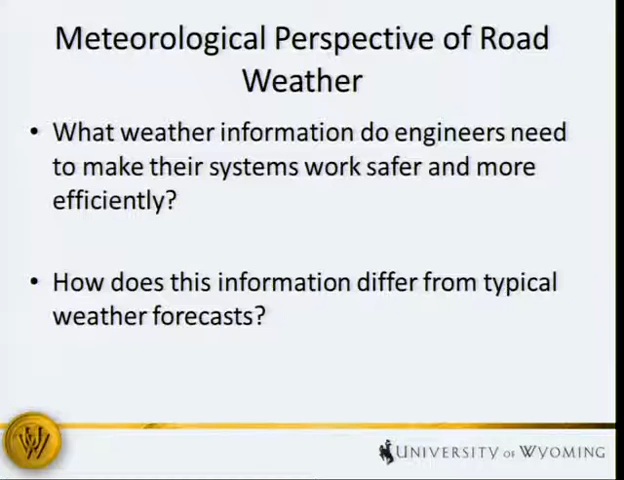 Meteorological Perspective of Road
Weather
• What weather information do engineers need
to make their systems work safer and more
efficiently?
• How does this information differ from typical
weather forecasts?
UNIVERSITY OF WYOMING